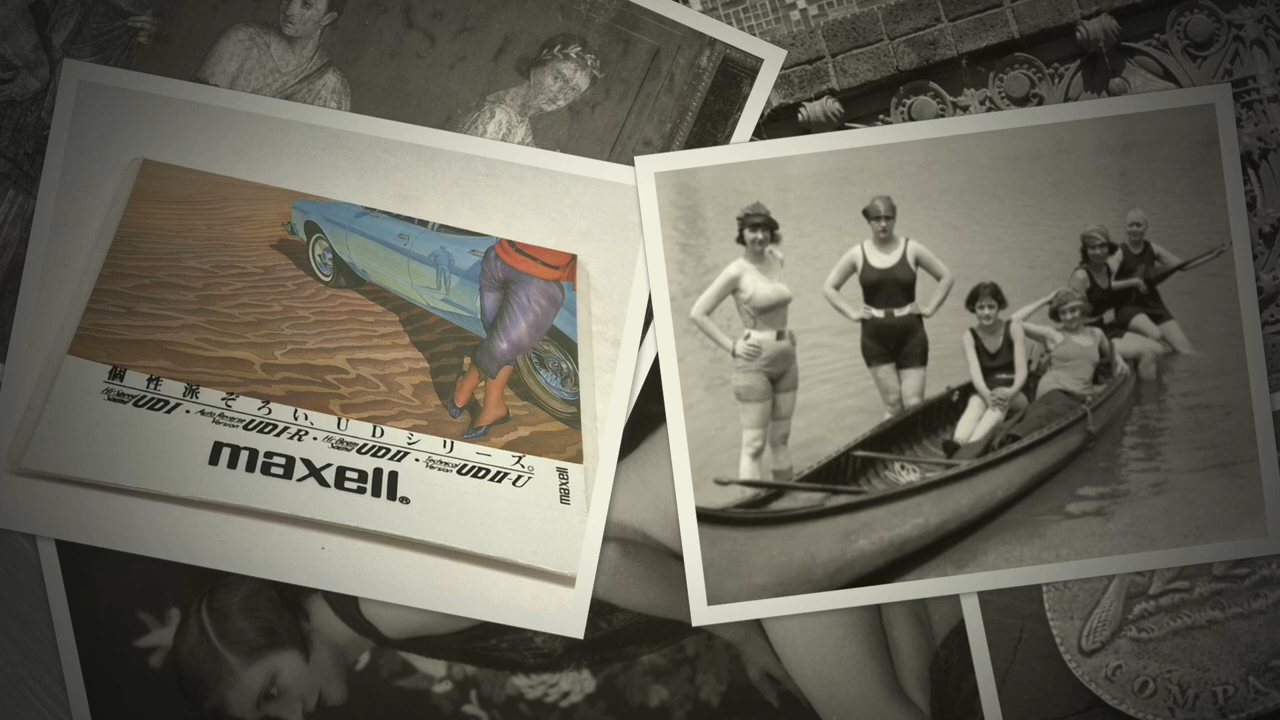 個性派ぞろい、UDシリーズ。
Hi-Speed Sound UDI・Auto Reverse Version UDI-R・Hi-Beam Sound UDII・Technical Version UDII-U
maxell®
maxell
COMPA